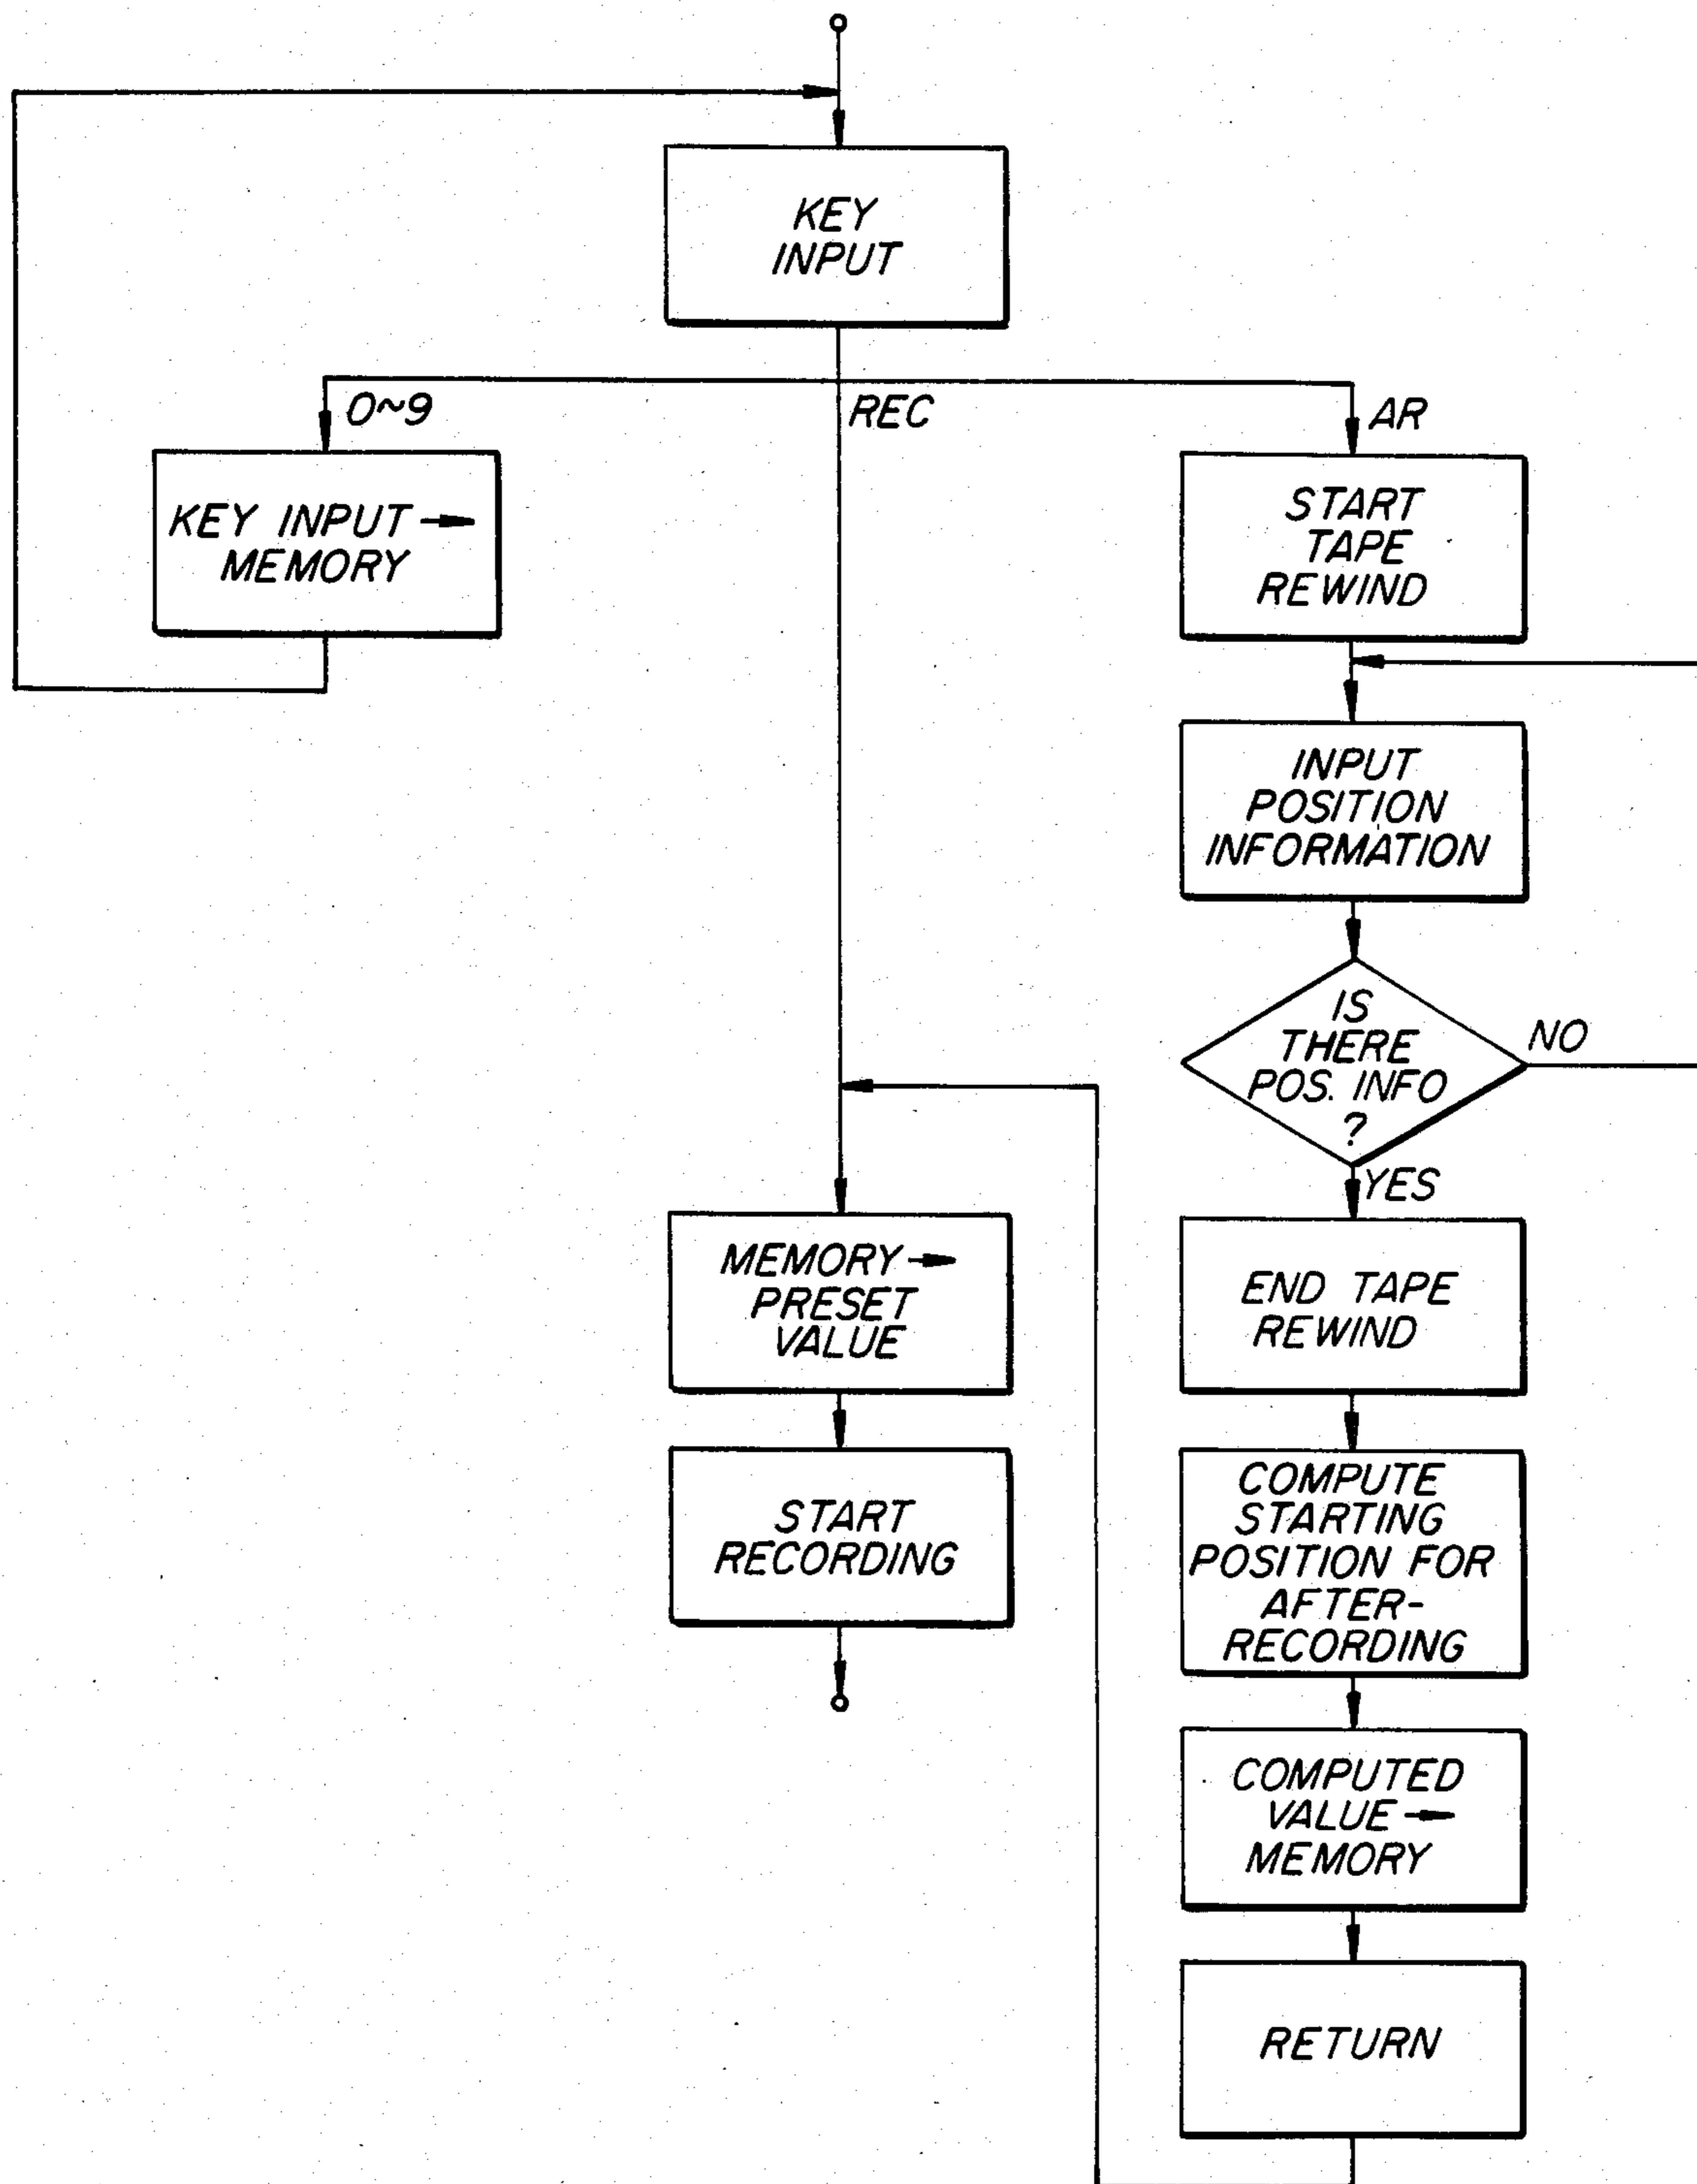 KEY
INPUT
0~9
REC
AR
KEY INPUT →
MEMORY
START
TAPE
REWIND
INPUT
POSITION
INFORMATION
IS
THERE
POS. INFO
?
NO
YES
MEMORY →
PRESET
VALUE
END TAPE
REWIND
START
RECORDING
COMPUTE
STARTING
POSITION FOR
AFTER-
RECORDING
COMPUTED
VALUE →
MEMORY
RETURN